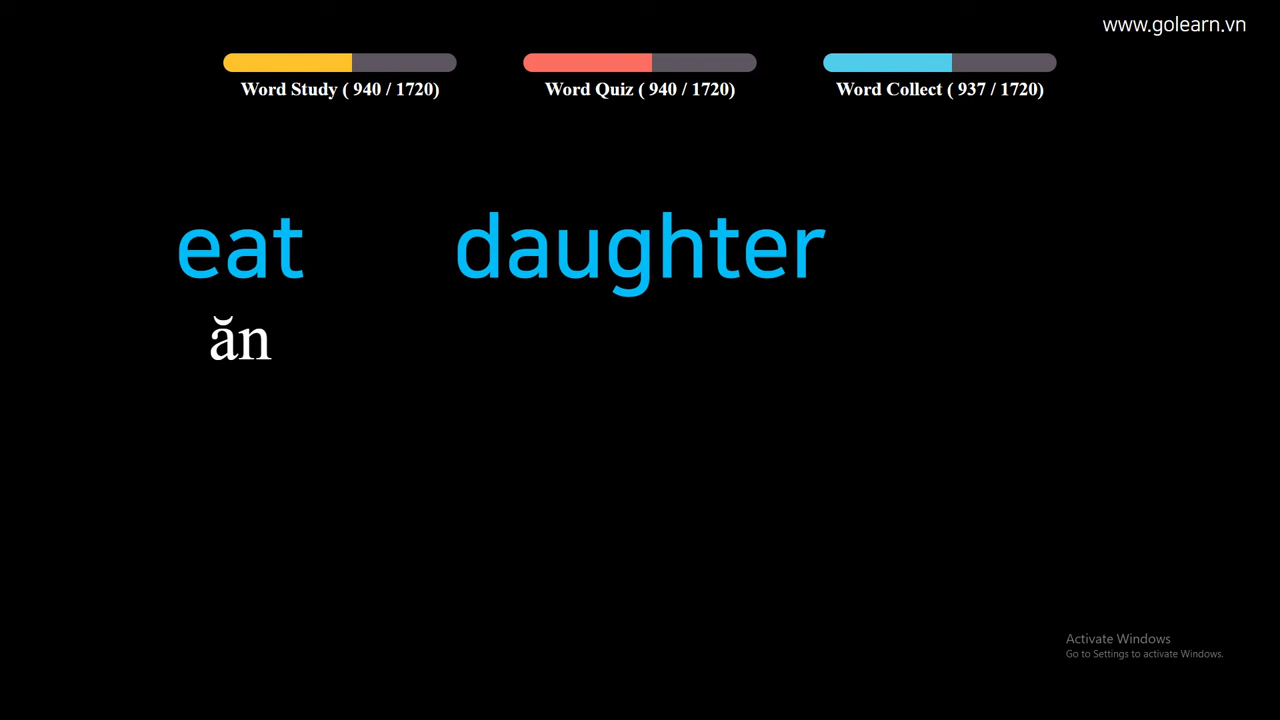 www.golearn.vn
Word Study ( 940 / 1720)
Word Quiz ( 940 / 1720)
Word Collect ( 937 / 1720)
eat daughter
ăn
Activate Windows
Go to Settings to activate Windows.